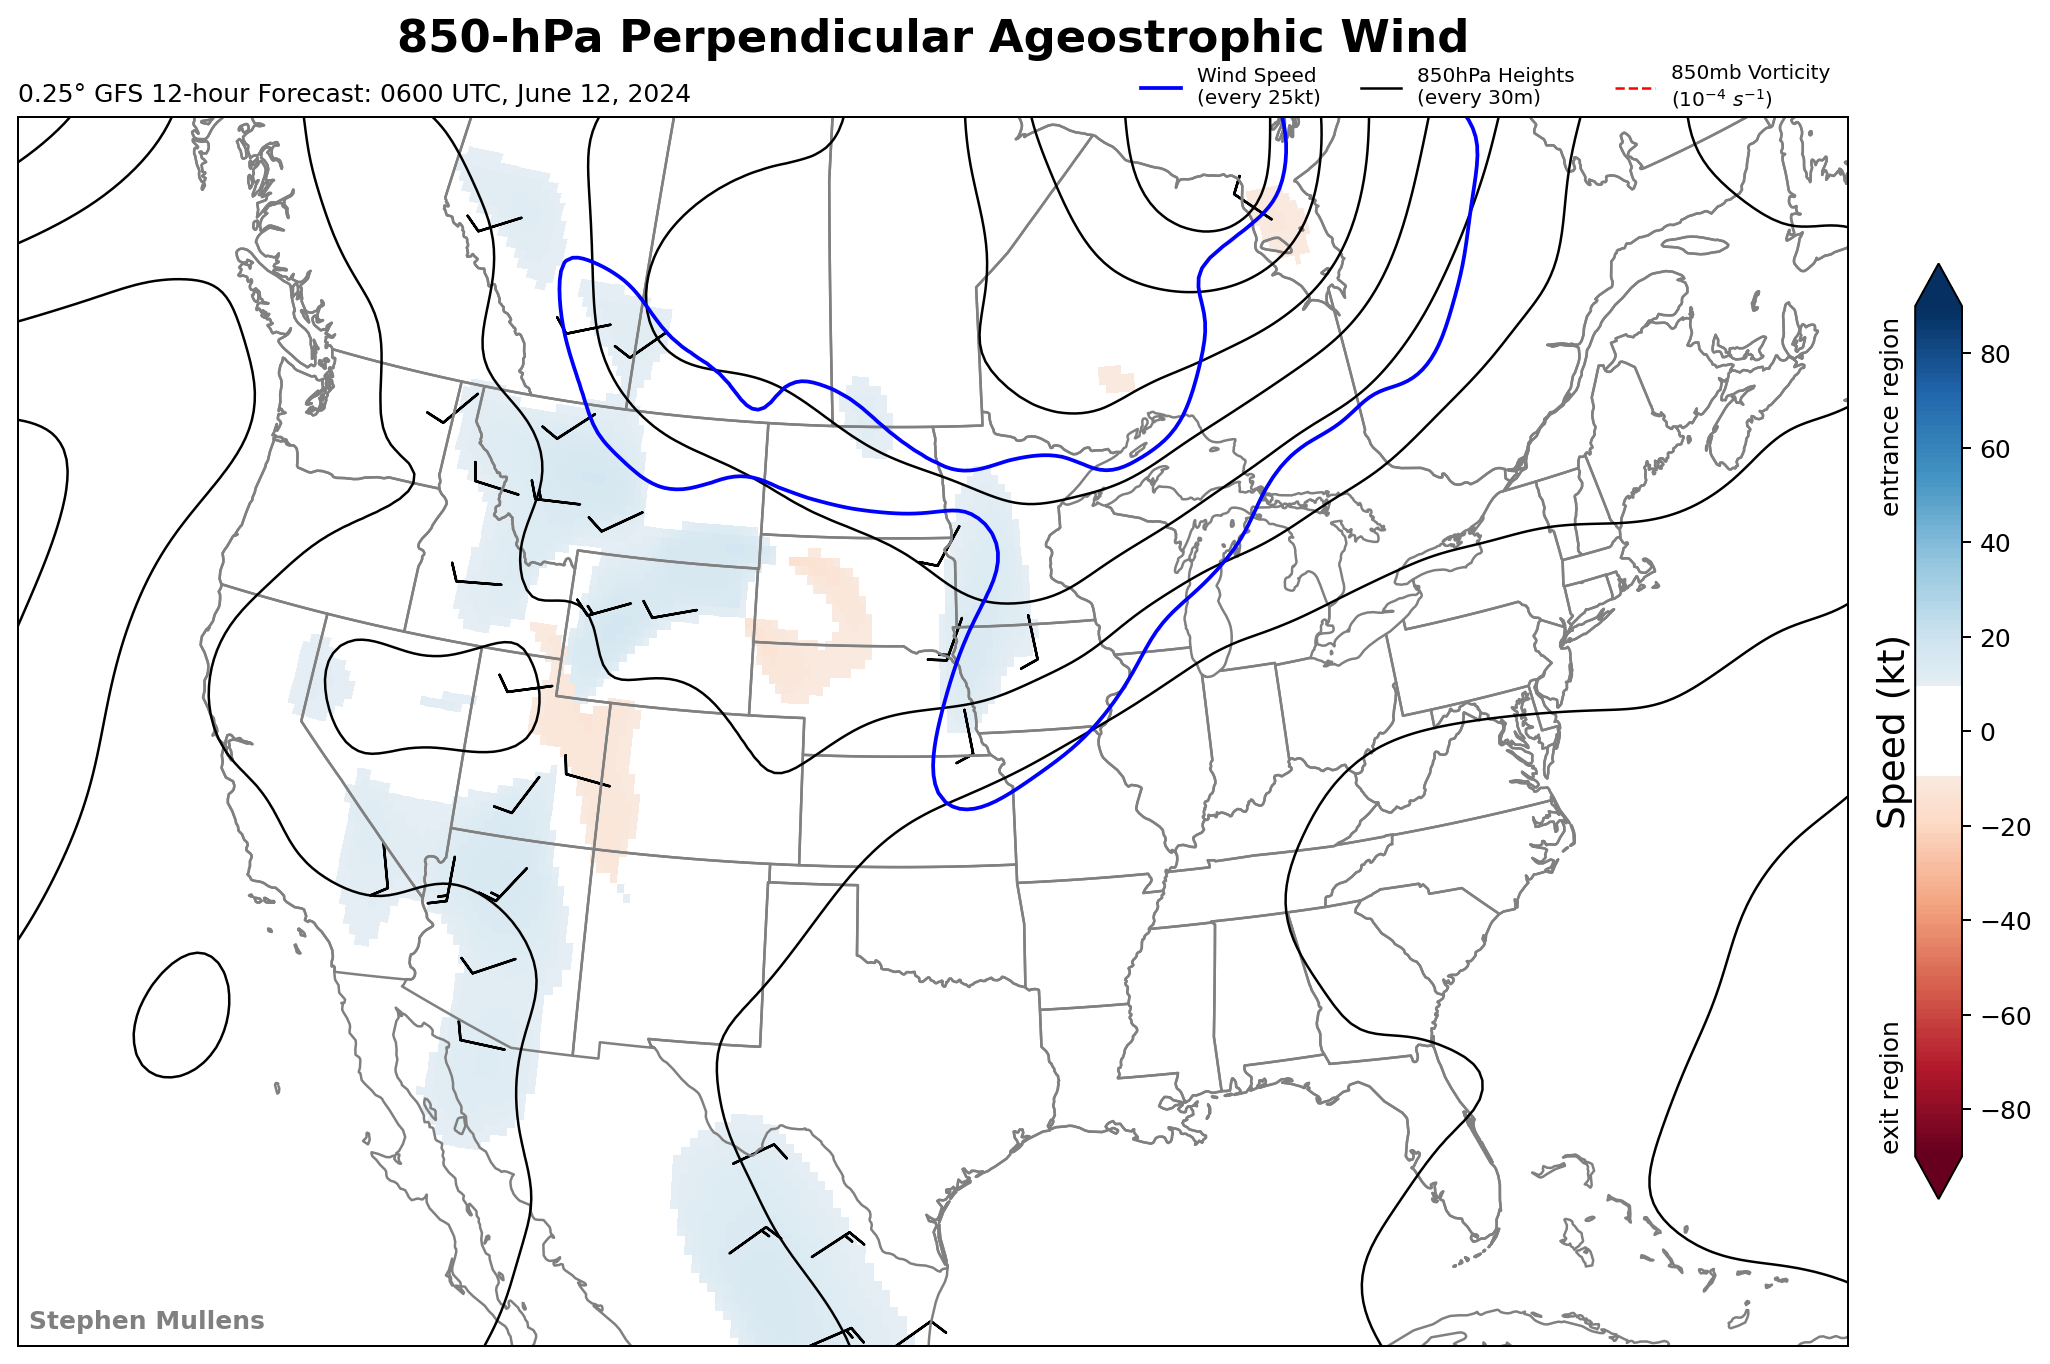 850-hPa Perpendicular Ageostrophic Wind
0.25° GFS 12-hour Forecast: 0600 UTC, June 12, 2024
Wind Speed
(every 25kt)
850hPa Heights
(every 30m)
850mb Vorticity
(10⁻⁴ s⁻¹)
entrance region
Speed (kt)
exit region
80
60
40
20
0
−20
−40
−60
−80
Stephen Mullens